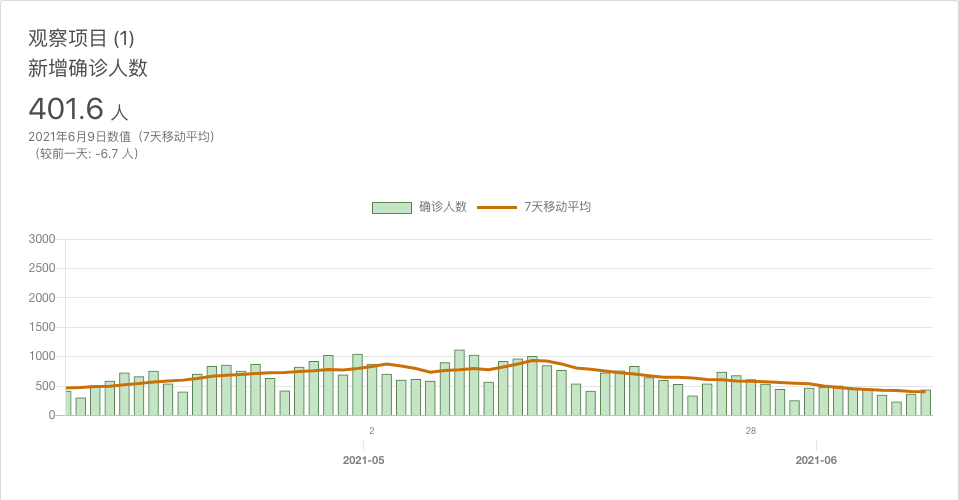 观察项目 (1)
新增确诊人数
401.6 人
2021年6月9日数值（7天移动平均）
（较前一天: -6.7 人）
确诊人数 7天移动平均
3000
2500
2000
1500
1000
500
0
2 28
2021-05 2021-06